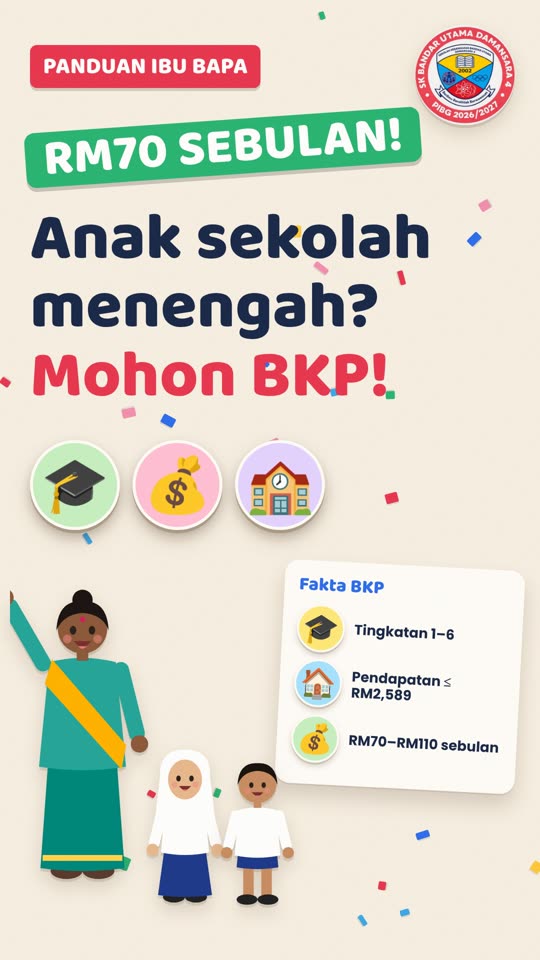 PANDUAN IBU BAPA
SK BANDAR UTAMA DAMANSARA 4
2002
• PIBG 2026/2027 •
RM70 SEBULAN!
Anak sekolah
menengah?
Mohon BKP!
Fakta BKP
Tingkatan 1–6
Pendapatan ≤
RM2,589
RM70–RM110 sebulan